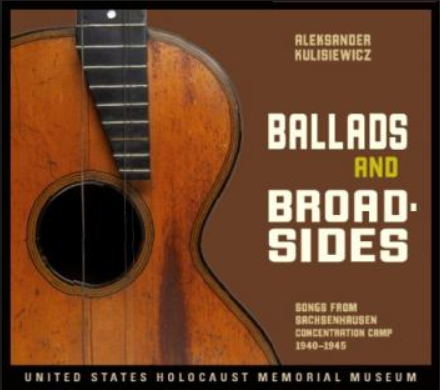 ALEKSANDER
KULISIEWICZ
BALLADS
AND
BROAD-
SIDES
SONGS FROM
SACHSENHAUSEN
CONCENTRATION CAMP
1940–1945
UNITED STATES HOLOCAUST MEMORIAL MUSEUM